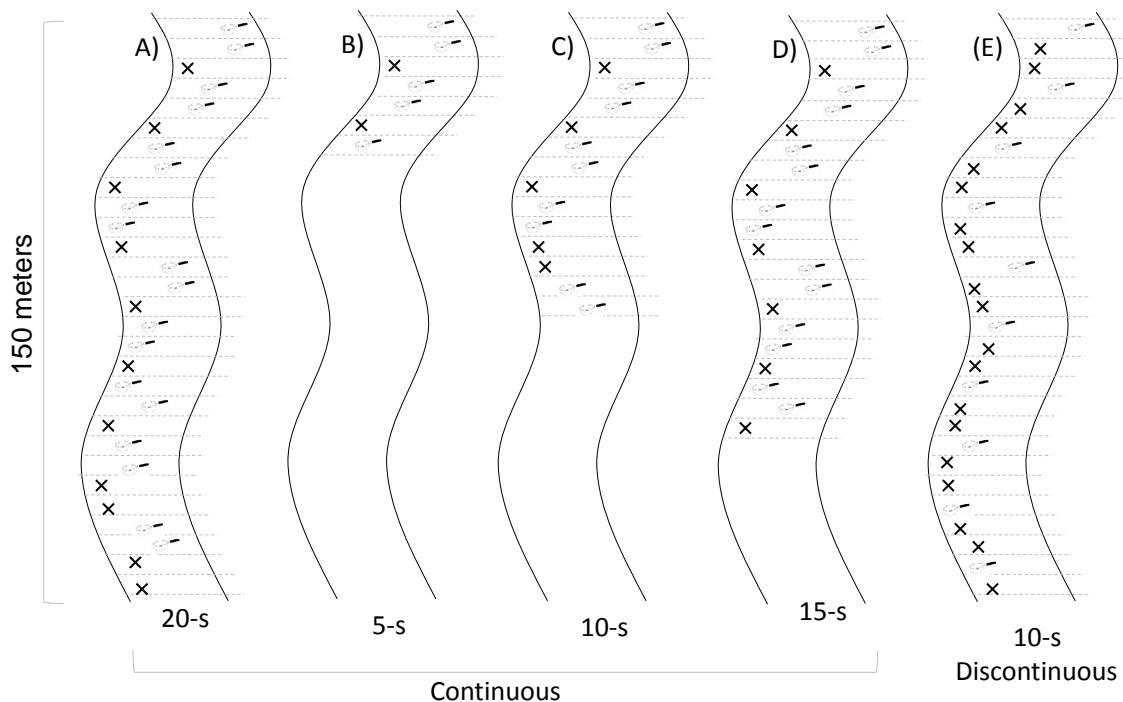 A)
B)
C)
D)
(E)
150 meters
20-s
5-s
10-s
15-s
10-s
Discontinuous
Continuous